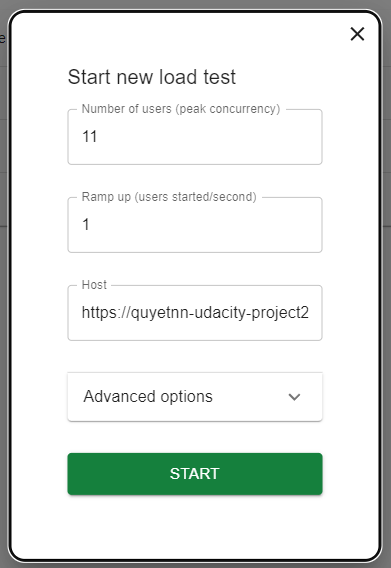 e
Start new load test
Number of users (peak concurrency)
11
Ramp up (users started/second)
1
Host
https://quyetnn-udacity-project2
Advanced options
START